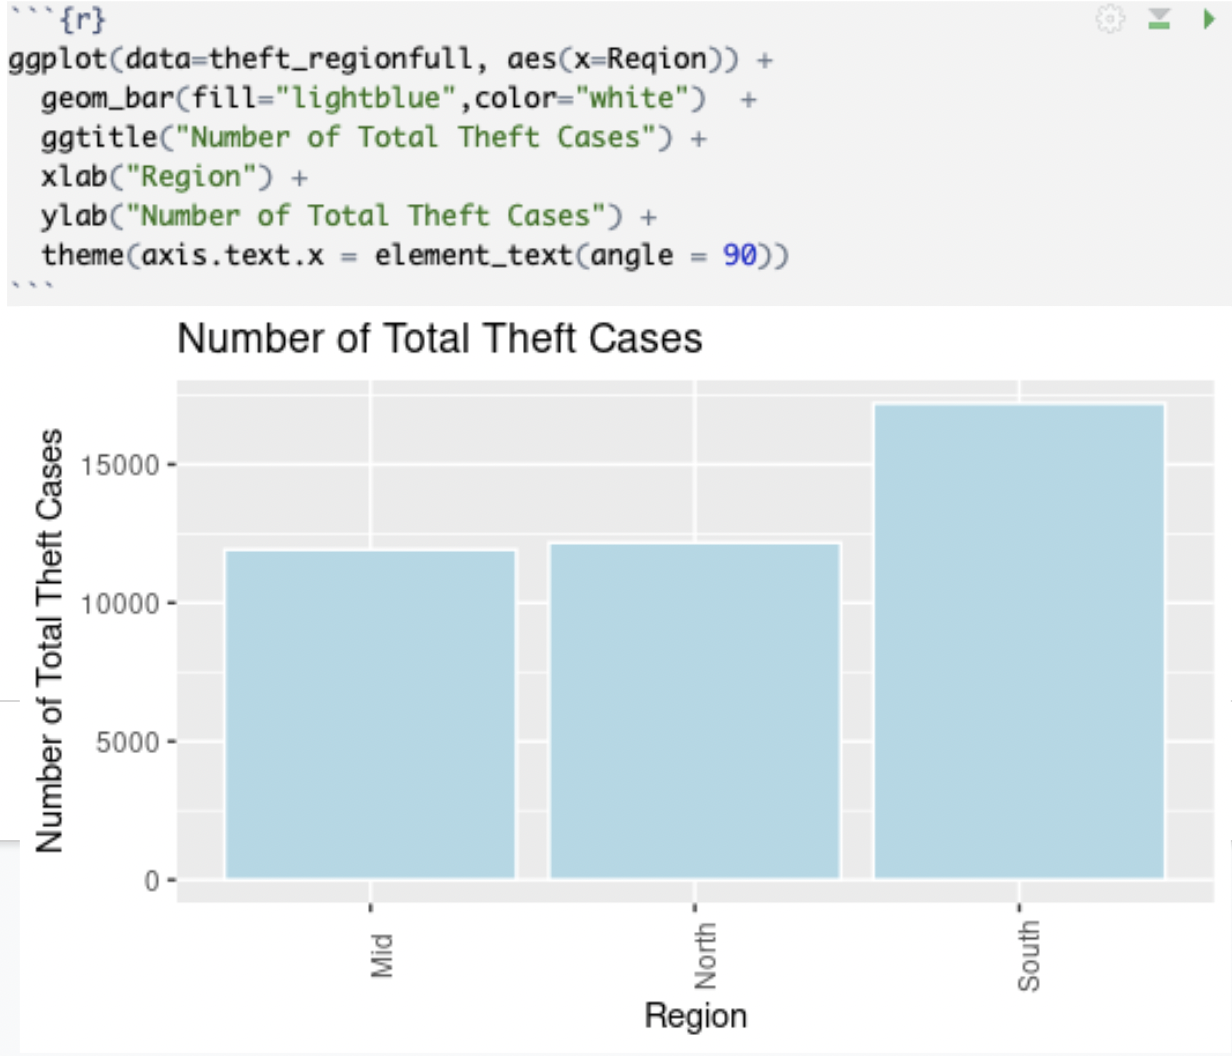 ```{r}
ggplot(data=theft_regionfull, aes(x=Reqion)) +
  geom_bar(fill="lightblue",color="white")  +
  ggtitle("Number of Total Theft Cases") +
  xlab("Region") +
  ylab("Number of Total Theft Cases") +
  theme(axis.text.x = element_text(angle = 90))
```
Number of Total Theft Cases
Number of Total Theft Cases
15000
10000
5000
0
Mid
North
South
Region